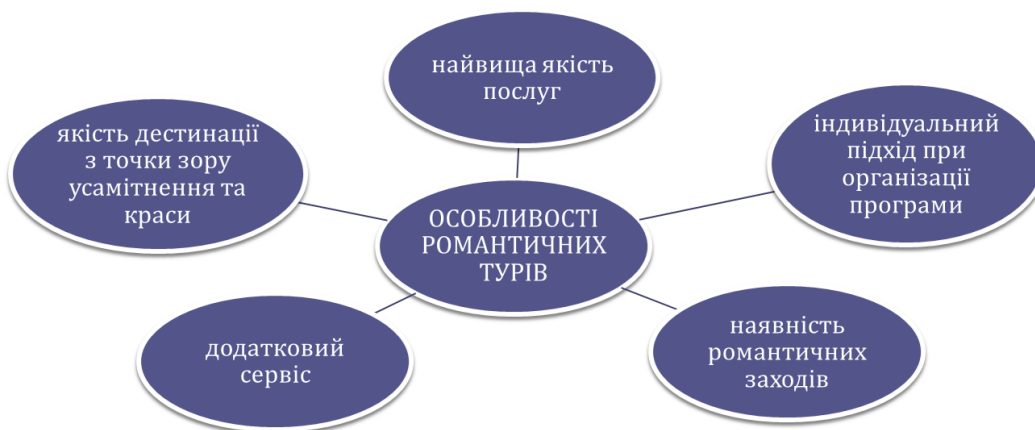 найвища якість
послуг
якість дестинації
з точки зору
усамітнення та
краси
індивідуальний
підхід при
організації
програми
ОСОБЛИВОСТІ
РОМАНТИЧНИХ
ТУРІВ
додатковий
сервіс
наявність
романтичних
заходів